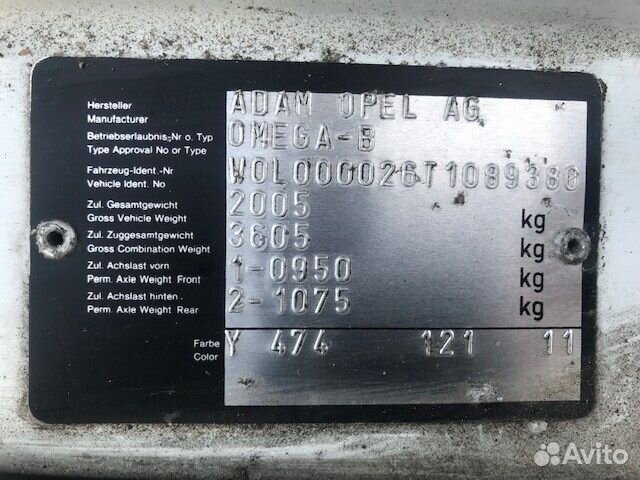 Hersteller
Manufacturer
ADAM OPEL AG
Betriebserlaubnis-Nr o. Typ
Type Approval No or Type
OMEGA-B
Fahrzeug-Ident.-Nr
Vehicle Ident. No
Zul. Gesamtgewicht
Gross Vehicle Weight
2005 kg
Zul. Zuggesamtgewicht
Gross Combination Weight
3605 kg
Zul. Achslast vorn
Perm. Axle Weight Front
1-0950 kg
Zul. Achslast hinten
Perm. Axle Weight Rear
2-1075 kg
Farbe
Color
Y 474 121 11
Avito